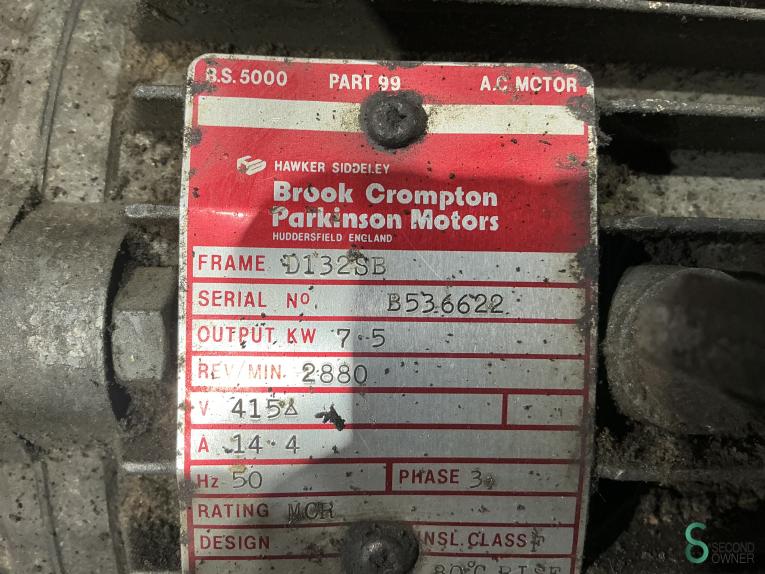 B.S. 5000 PART 99 A.C. MOTOR
HAWKER SIDDELEY
Brook Crompton
Parkinson Motors
HUDDERSFIELD ENGLAND
FRAME D132SB
SERIAL No. B536622
OUTPUT KW 7.5
REV/MIN 2880
V 415Δ
A 14.4
Hz 50 PHASE 3
RATING MCR
DESIGN INSL.CLASS F
80°C RISE
SECOND
OWNER